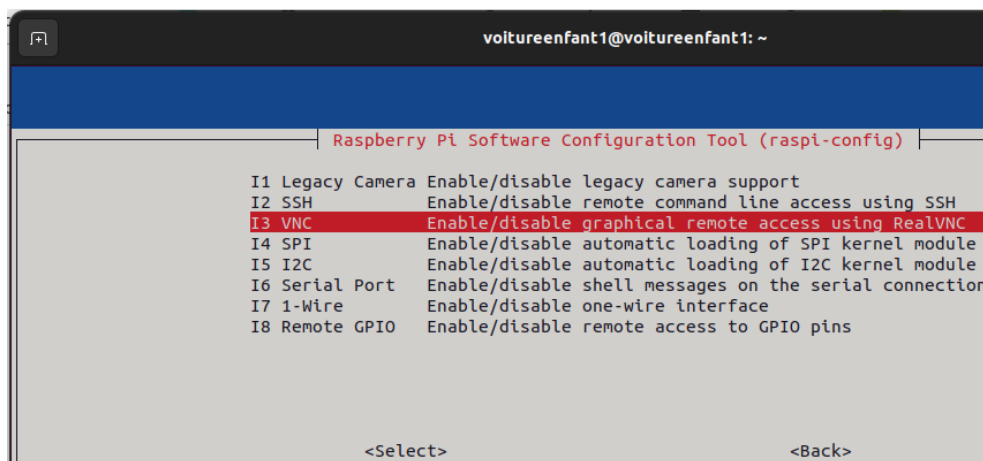 voitureenfant1@voitureenfant1: ~
Raspberry Pi Software Configuration Tool (raspi-config)
I1 Legacy Camera Enable/disable legacy camera support
I2 SSH Enable/disable remote command line access using SSH
I3 VNC Enable/disable graphical remote access using RealVNC
I4 SPI Enable/disable automatic loading of SPI kernel module
I5 I2C Enable/disable automatic loading of I2C kernel module
I6 Serial Port Enable/disable shell messages on the serial connection
I7 1-Wire Enable/disable one-wire interface
I8 Remote GPIO Enable/disable remote access to GPIO pins
<Select> <Back>